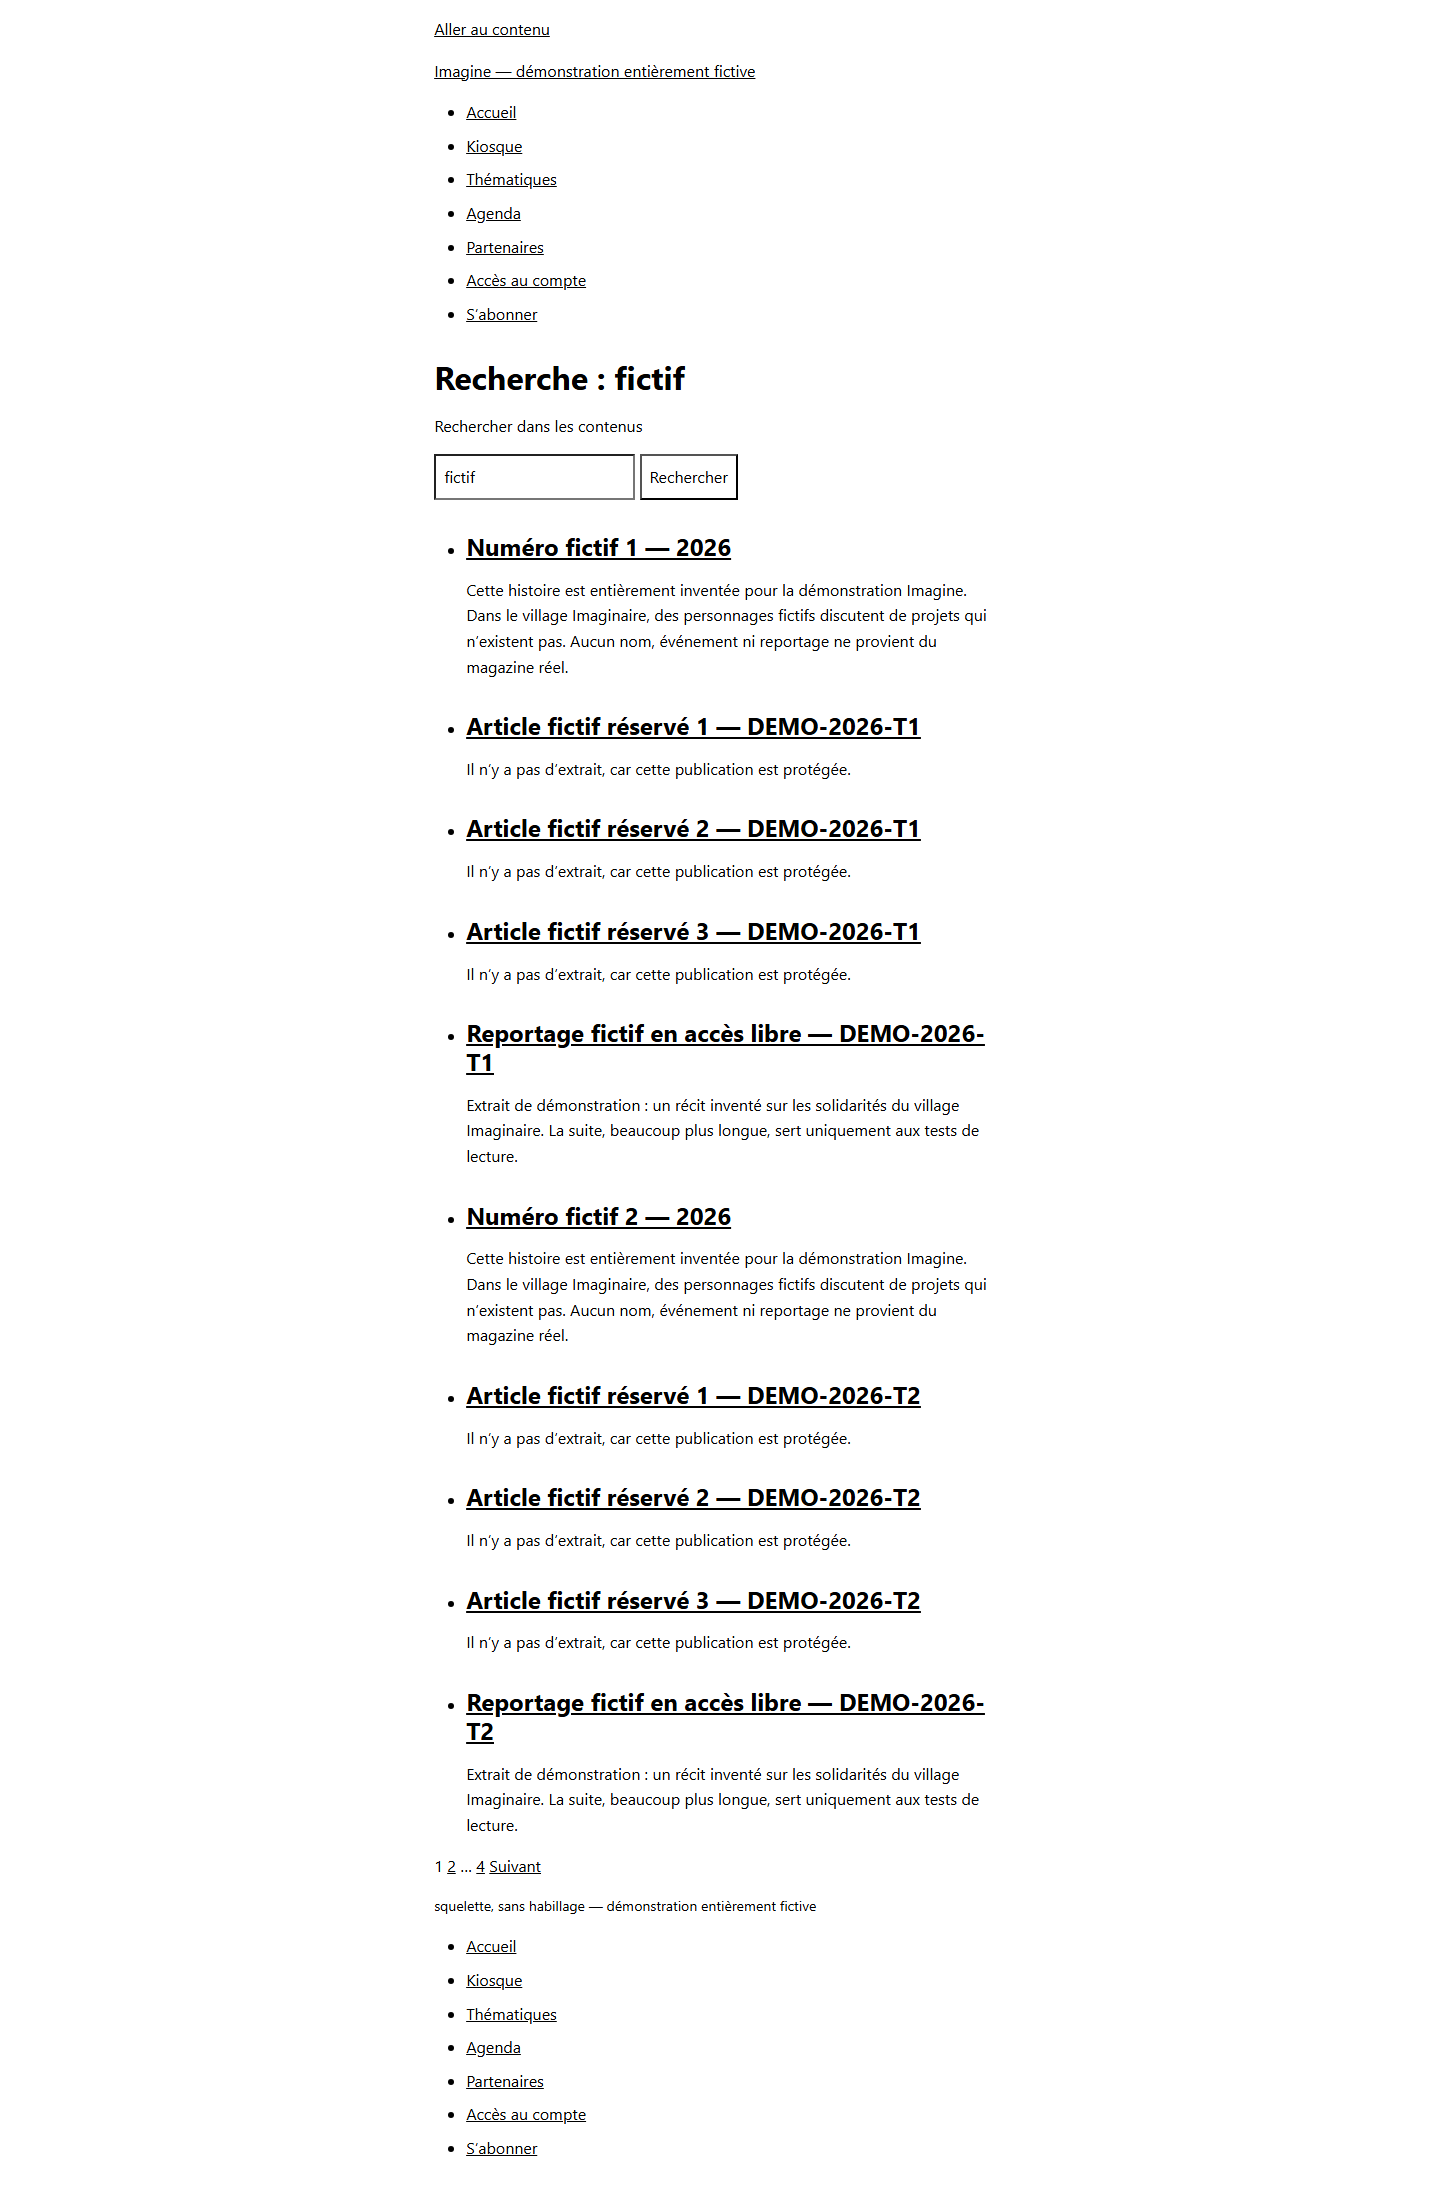 Aller au contenu
Imagine — démonstration entièrement fictive
Accueil
Kiosque
Thématiques
Agenda
Partenaires
Accès au compte
S’abonner
Recherche : fictif
Rechercher dans les contenus
fictif Rechercher
Numéro fictif 1 — 2026
Cette histoire est entièrement inventée pour la démonstration Imagine.
Dans le village Imaginaire, des personnages fictifs discutent de projets qui
n’existent pas. Aucun nom, événement ni reportage ne provient du
magazine réel.
Article fictif réservé 1 — DEMO-2026-T1
Il n’y a pas d’extrait, car cette publication est protégée.
Article fictif réservé 2 — DEMO-2026-T1
Il n’y a pas d’extrait, car cette publication est protégée.
Article fictif réservé 3 — DEMO-2026-T1
Il n’y a pas d’extrait, car cette publication est protégée.
Reportage fictif en accès libre — DEMO-2026-
T1
Extrait de démonstration : un récit inventé sur les solidarités du village
Imaginaire. La suite, beaucoup plus longue, sert uniquement aux tests de
lecture.
Numéro fictif 2 — 2026
Cette histoire est entièrement inventée pour la démonstration Imagine.
Dans le village Imaginaire, des personnages fictifs discutent de projets qui
n’existent pas. Aucun nom, événement ni reportage ne provient du
magazine réel.
Article fictif réservé 1 — DEMO-2026-T2
Il n’y a pas d’extrait, car cette publication est protégée.
Article fictif réservé 2 — DEMO-2026-T2
Il n’y a pas d’extrait, car cette publication est protégée.
Article fictif réservé 3 — DEMO-2026-T2
Il n’y a pas d’extrait, car cette publication est protégée.
Reportage fictif en accès libre — DEMO-2026-
T2
Extrait de démonstration : un récit inventé sur les solidarités du village
Imaginaire. La suite, beaucoup plus longue, sert uniquement aux tests de
lecture.
1 2 … 4 Suivant
squelette, sans habillage — démonstration entièrement fictive
Accueil
Kiosque
Thématiques
Agenda
Partenaires
Accès au compte
S’abonner